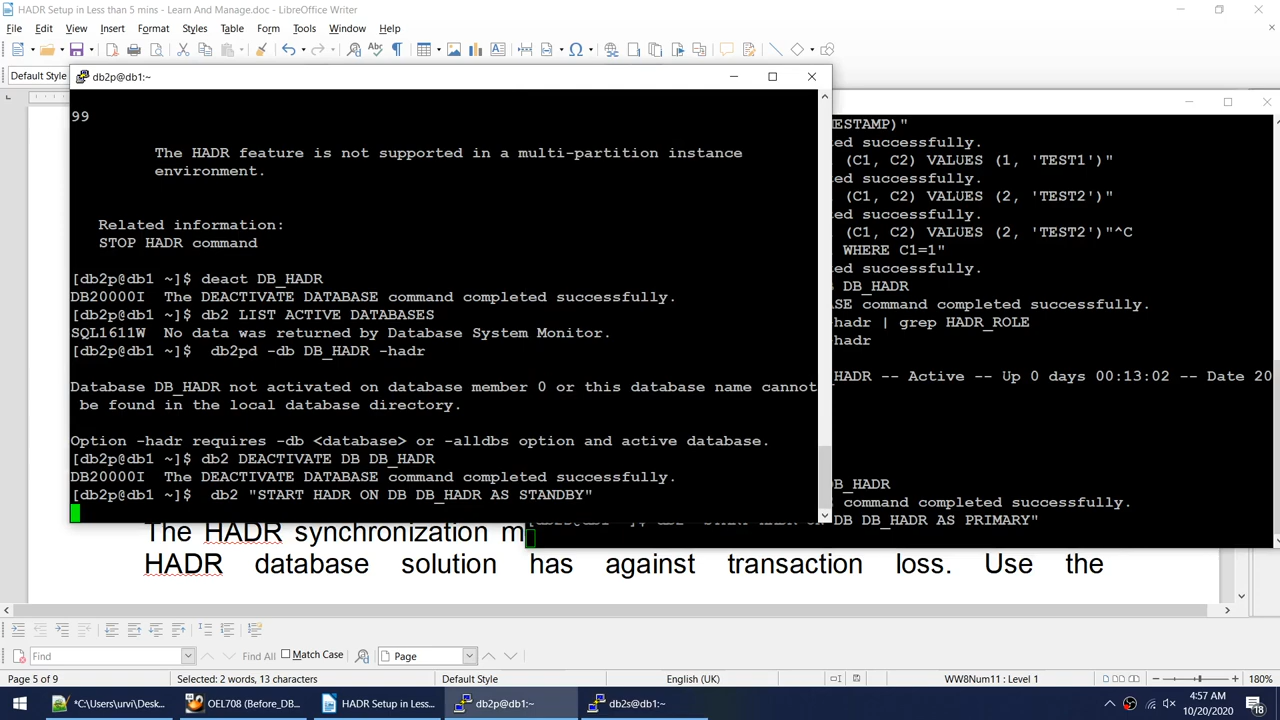 HADR Setup in Less than 5 mins - Learn And Manage.doc - LibreOffice Writer
File Edit View Insert Format Styles Table Form Tools Window Help
Default Style
db2p@db1:~
99
The HADR feature is not supported in a multi-partition instance
environment.
Related information:
STOP HADR command
[db2p@db1 ~]$ deact DB_HADR
DB20000I The DEACTIVATE DATABASE command completed successfully.
[db2p@db1 ~]$ db2 LIST ACTIVE DATABASES
SQL1611W No data was returned by Database System Monitor.
[db2p@db1 ~]$ db2pd -db DB_HADR -hadr
Database DB_HADR not activated on database member 0 or this database name cannot
be found in the local database directory.
Option -hadr requires -db <database> or -alldbs option and active database.
[db2p@db1 ~]$ db2 DEACTIVATE DB DB_HADR
DB20000I The DEACTIVATE DATABASE command completed successfully.
[db2p@db1 ~]$ db2 "START HADR ON DB DB_HADR AS STANDBY"
ESTAMP)"
ed successfully.
(C1, C2) VALUES (1, 'TEST1')"
ed successfully.
(C1, C2) VALUES (2, 'TEST2')"
ed successfully.
(C1, C2) VALUES (2, 'TEST2')"^C
WHERE C1=1"
ed successfully.
DB_HADR
ASE command completed successfully.
hadr | grep HADR_ROLE
hadr
HADR -- Active -- Up 0 days 00:13:02 -- Date 20
DB_HADR
command completed successfully.
DB DB_HADR AS PRIMARY"
The HADR synchronization m
HADR database solution has against transaction loss. Use the
Find
Find All
Match Case
Page
Page 5 of 9
Selected: 2 words, 13 characters
Default Style
English (UK)
WW8Num11 : Level 1
180%
*C:\Users\urvi\Desk...
OEL708 (Before_DB...
HADR Setup in Less...
db2p@db1:~
db2s@db1:~
4:57 AM
10/20/2020
18